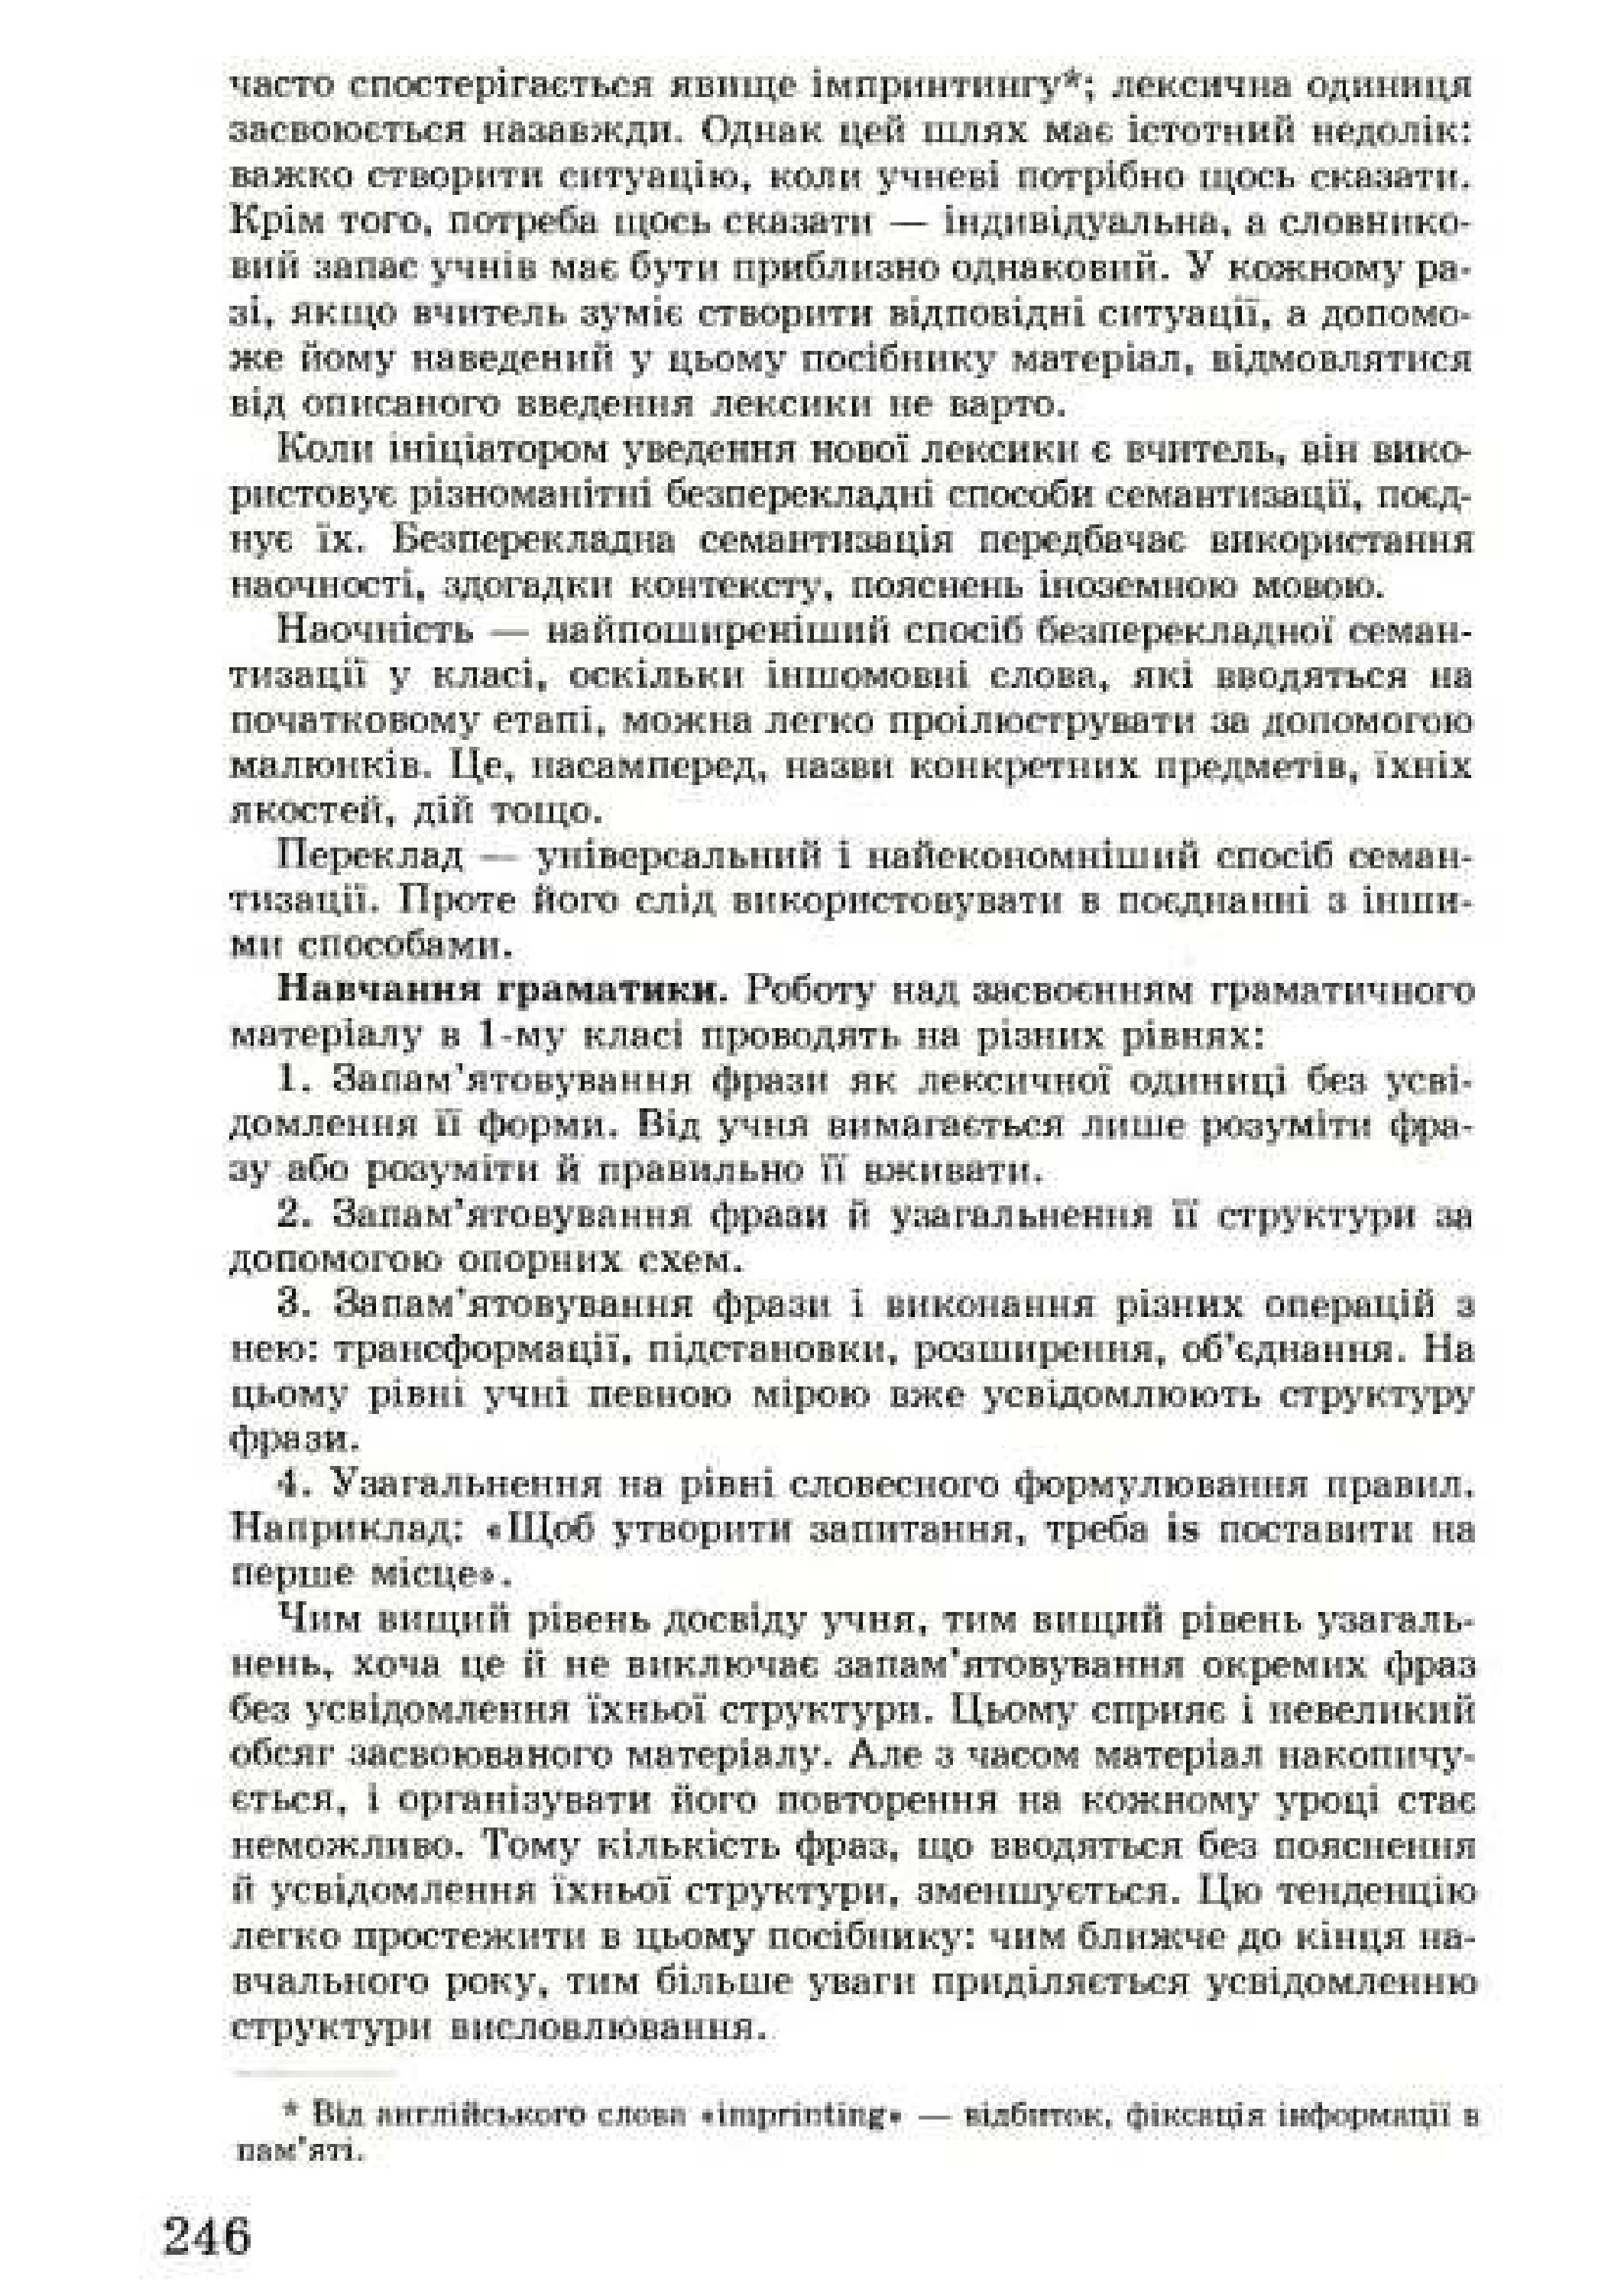 часто спостерігається явище імпринтингу*; лексична одиниця
засвоюється назавжди. Однак цей шлях має істотний недолік:
важко створити ситуацію, коли учневі потрібно щось сказати.
Крім того, потреба щось сказати — індивідуальна, а словнико-
вий запас учнів має бути приблизно однаковий. У кожному ра-
зі, якщо вчитель зуміє створити відповідні ситуації, а допомо-
же йому наведений у цьому посібнику матеріал, відмовлятися
від описаного введення лексики не варто.
Коли ініціатором уведення нової лексики є вчитель, він вико-
ристовує різноманітні безперекладні способи семантизації, поєд-
нує їх. Безперекладна семантизація передбачає використання
наочності, здогадки контексту, пояснень іноземною мовою.
Наочність — найпоширеніший спосіб безперекладної семан-
тизації у класі, оскільки іншомовні слова, які вводяться на
початковому етапі, можна легко проілюструвати за допомогою
малюнків. Це, насамперед, назви конкретних предметів, їхніх
якостей, дій тощо.
Переклад — універсальний і найекономніший спосіб семан-
тизації. Проте його слід використовувати в поєднанні з інши-
ми способами.
Навчання граматики. Роботу над засвоєнням граматичного
матеріалу в 1-му класі проводять на різних рівнях:
1. Запам'ятовування фрази як лексичної одиниці без усві-
домлення її форми. Від учня вимагається лише розуміти фра-
зу або розуміти й правильно її вживати.
2. Запам'ятовування фрази й узагальнення її структури за
допомогою опорних схем.
3. Запам'ятовування фрази і виконання різних операцій з
нею: трансформації, підстановки, розширення, об'єднання. На
цьому рівні учні певною мірою вже усвідомлюють структуру
фрази.
4. Узагальнення на рівні словесного формулювання правил.
Наприклад: «Щоб утворити запитання, треба is поставити на
перше місце».
Чим вищий рівень досвіду учня, тим вищий рівень узагаль-
нень, хоча це й не виключає запам'ятовування окремих фраз
без усвідомлення їхньої структури. Цьому сприяє і невеликий
обсяг засвоюваного матеріалу. Але з часом матеріал накопичу-
ється, і організувати його повторення на кожному уроці стає
неможливо. Тому кількість фраз, що вводяться без пояснення
й усвідомлення їхньої структури, зменшується. Цю тенденцію
легко простежити в цьому посібнику: чим ближче до кінця на-
вчального року, тим більше уваги приділяється усвідомленню
структури висловлювання.
* Від англійського слова «imprinting» — відбиток, фіксація інформації в
пам'яті.
246